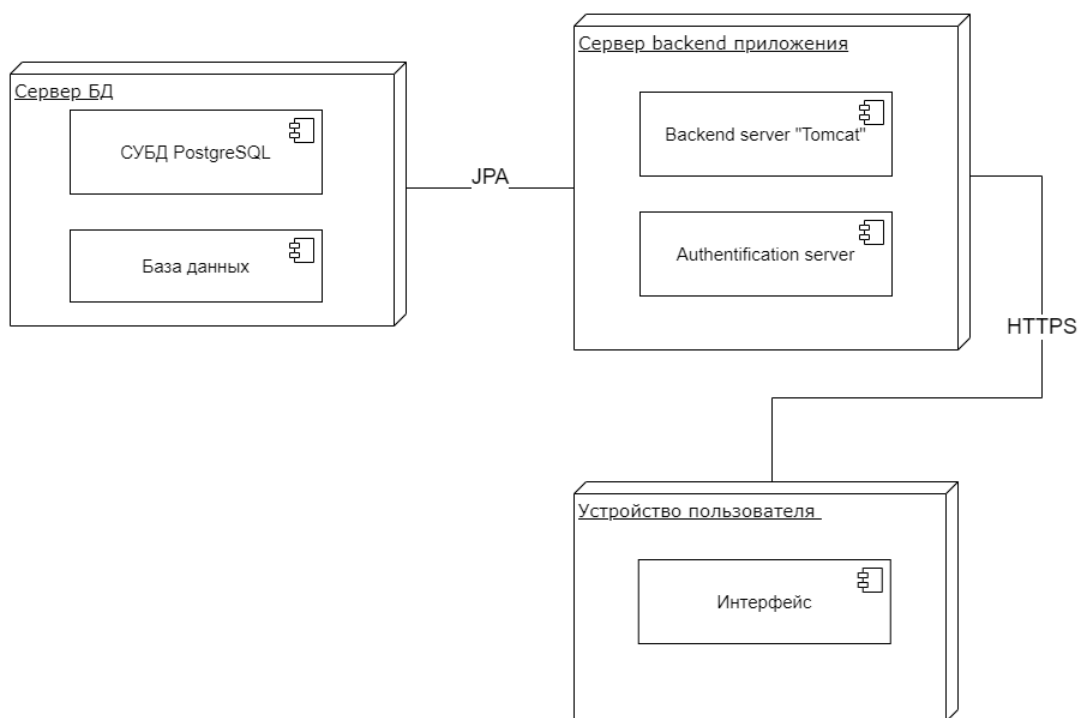 Сервер backend приложения
Сервер БД
СУБД PostgreSQL
Backend server "Tomcat"
JPA
База данных
Authentification server
HTTPS
Устройство пользователя
Интерфейс